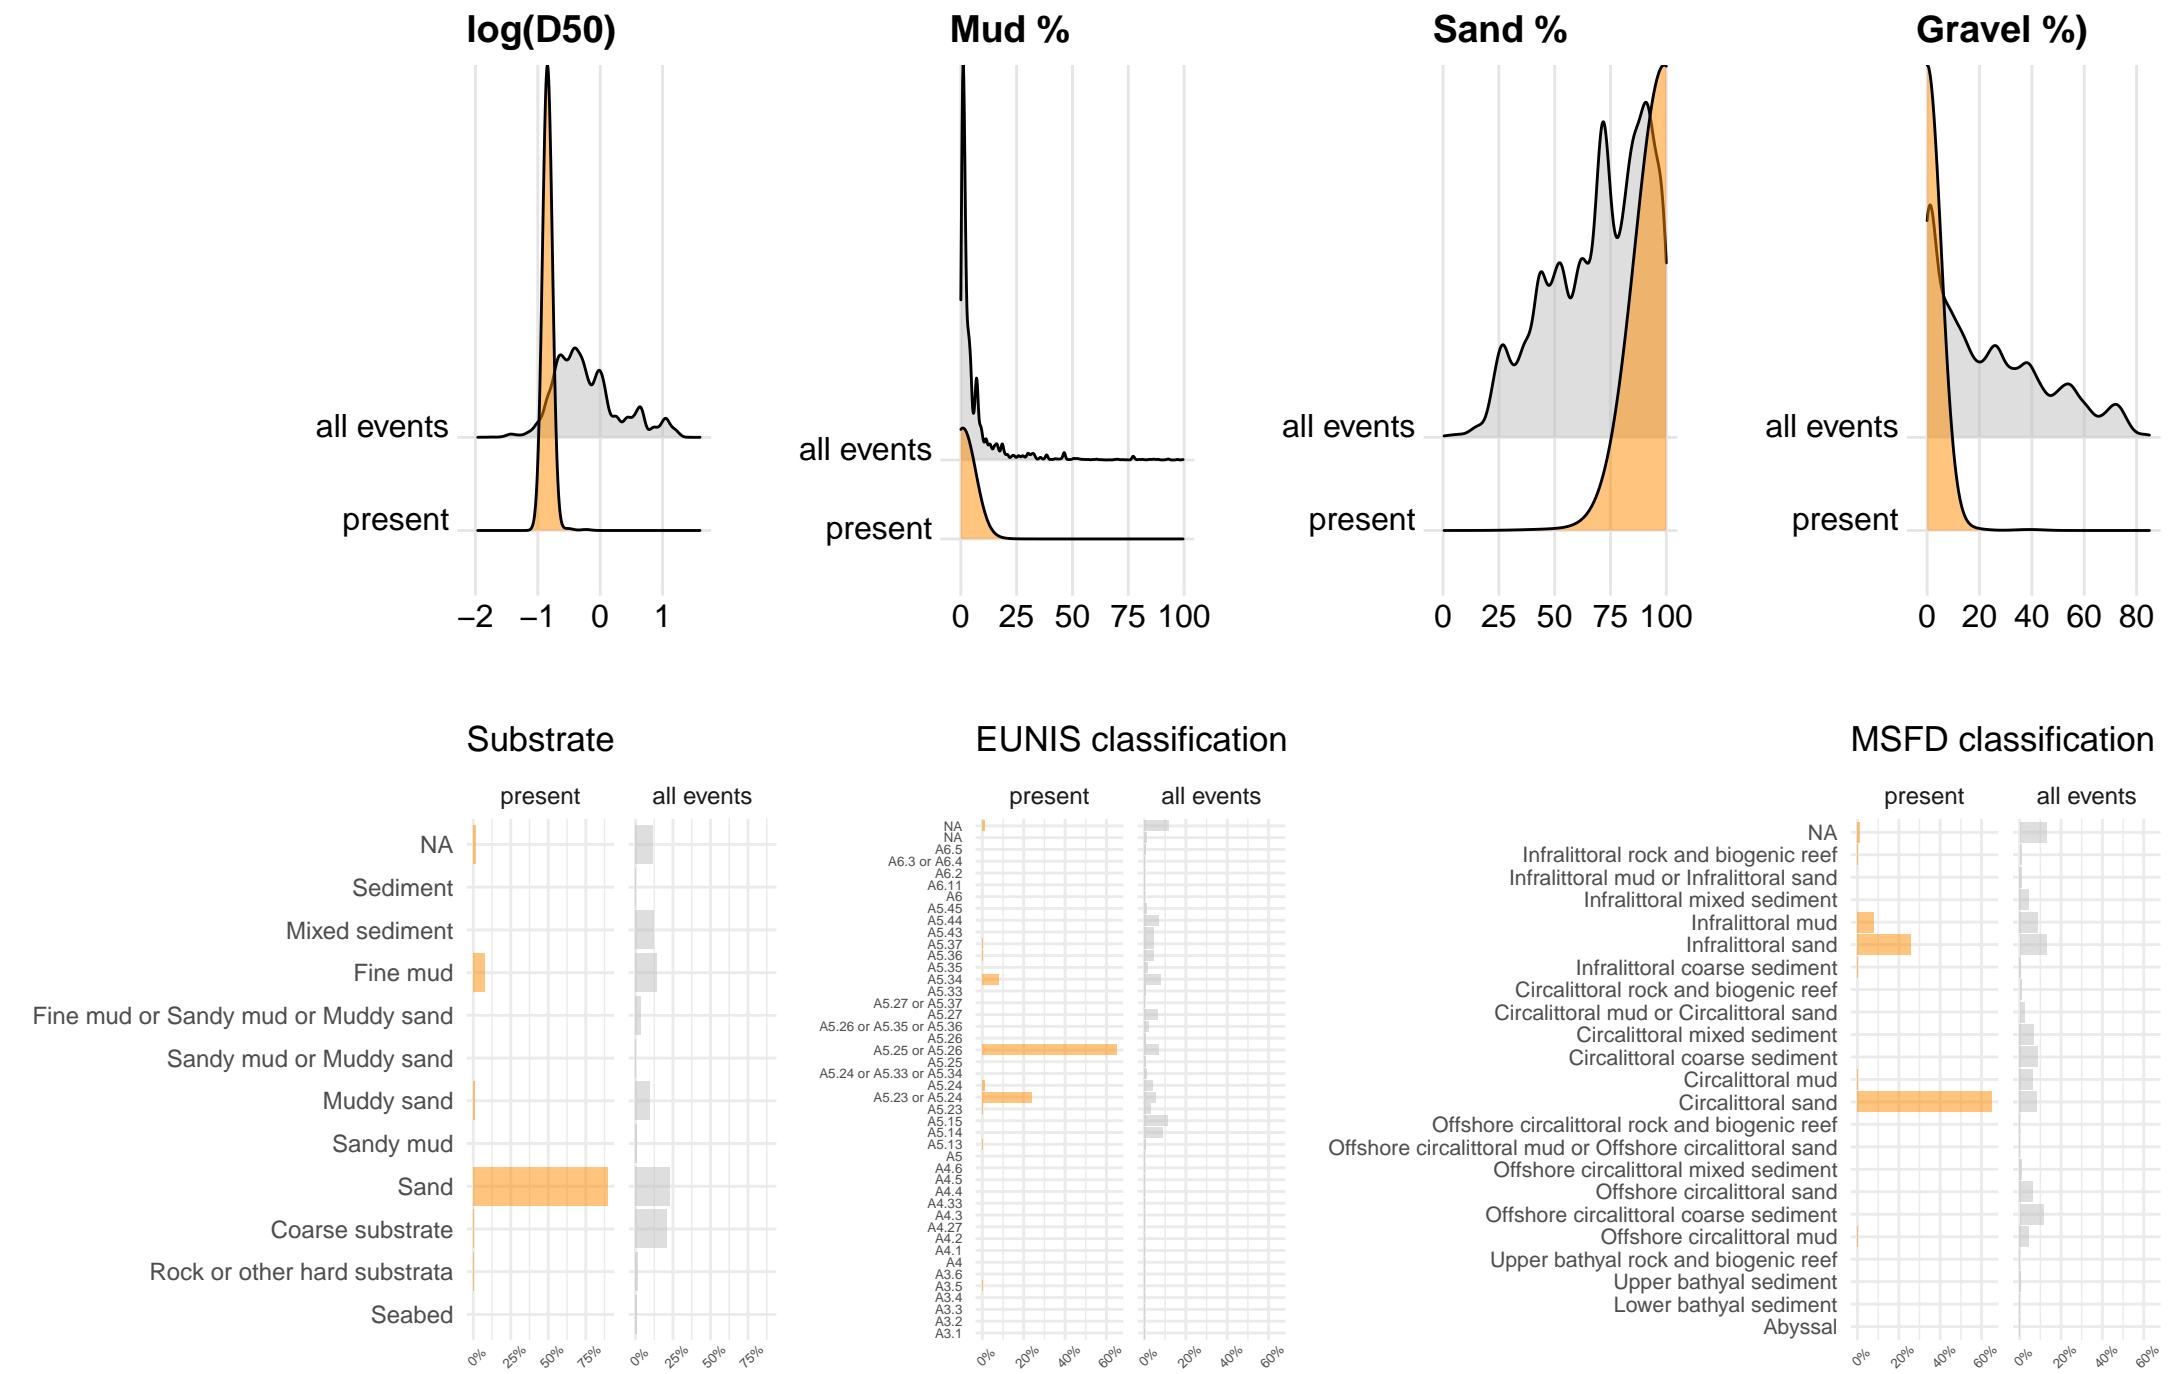 log(D50)
Mud %
Sand %
Gravel %)
all events
present
−2 −1 0 1
all events
present
0 25 50 75 100
all events
present
0 25 50 75 100
all events
present
0 20 40 60 80
Substrate
present all events
NA
Sediment
Mixed sediment
Fine mud
Fine mud or Sandy mud or Muddy sand
Sandy mud or Muddy sand
Muddy sand
Sandy mud
Sand
Coarse substrate
Rock or other hard substrata
Seabed
0% 25% 50% 75% 0% 25% 50% 75%
EUNIS classification
present all events
NA
NA
A6.5
A6.3 or A6.4
A6.2
A6.11
A6
A5.45
A5.44
A5.43
A5.37
A5.36
A5.35
A5.34
A5.33
A5.27 or A5.37
A5.27
A5.26 or A5.35 or A5.36
A5.26
A5.25 or A5.26
A5.25
A5.24 or A5.33 or A5.34
A5.24
A5.23 or A5.24
A5.23
A5.15
A5.14
A5.13
A5
A4.6
A4.5
A4.4
A4.33
A4.3
A4.27
A4.2
A4.1
A4
A3.6
A3.5
A3.4
A3.3
A3.2
A3.1
0% 20% 40% 60% 0% 20% 40% 60%
MSFD classification
present all events
NA
Infralittoral rock and biogenic reef
Infralittoral mud or Infralittoral sand
Infralittoral mixed sediment
Infralittoral mud
Infralittoral sand
Infralittoral coarse sediment
Circalittoral rock and biogenic reef
Circalittoral mud or Circalittoral sand
Circalittoral mixed sediment
Circalittoral coarse sediment
Circalittoral mud
Circalittoral sand
Offshore circalittoral rock and biogenic reef
Offshore circalittoral mud or Offshore circalittoral sand
Offshore circalittoral mixed sediment
Offshore circalittoral sand
Offshore circalittoral coarse sediment
Offshore circalittoral mud
Upper bathyal rock and biogenic reef
Upper bathyal sediment
Lower bathyal sediment
Abyssal
0% 20% 40% 60% 0% 20% 40% 60%